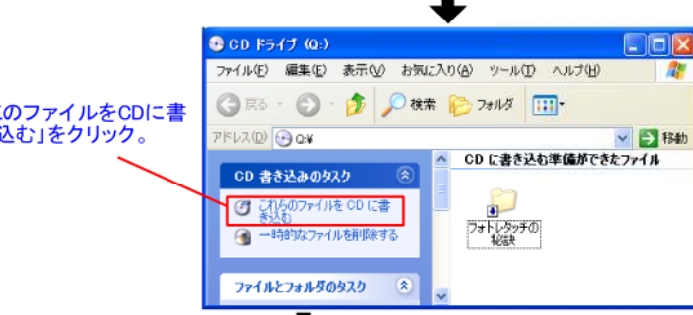 CD ドライブ (Q:)
ファイル(F) 編集(E) 表示(V) お気に入り(A) ツール(T) ヘルプ(H)
戻る 検索 フォルダ
アドレス(D) Q:¥ 移動
のファイルをCDに書
込む」をクリック。
CD 書き込みのタスク
これらのファイルを CD に書
き込む
一時的なファイルを削除する
ファイルとフォルダのタスク
CD に書き込む準備ができたファイル
フォトレタッチの
秘訣